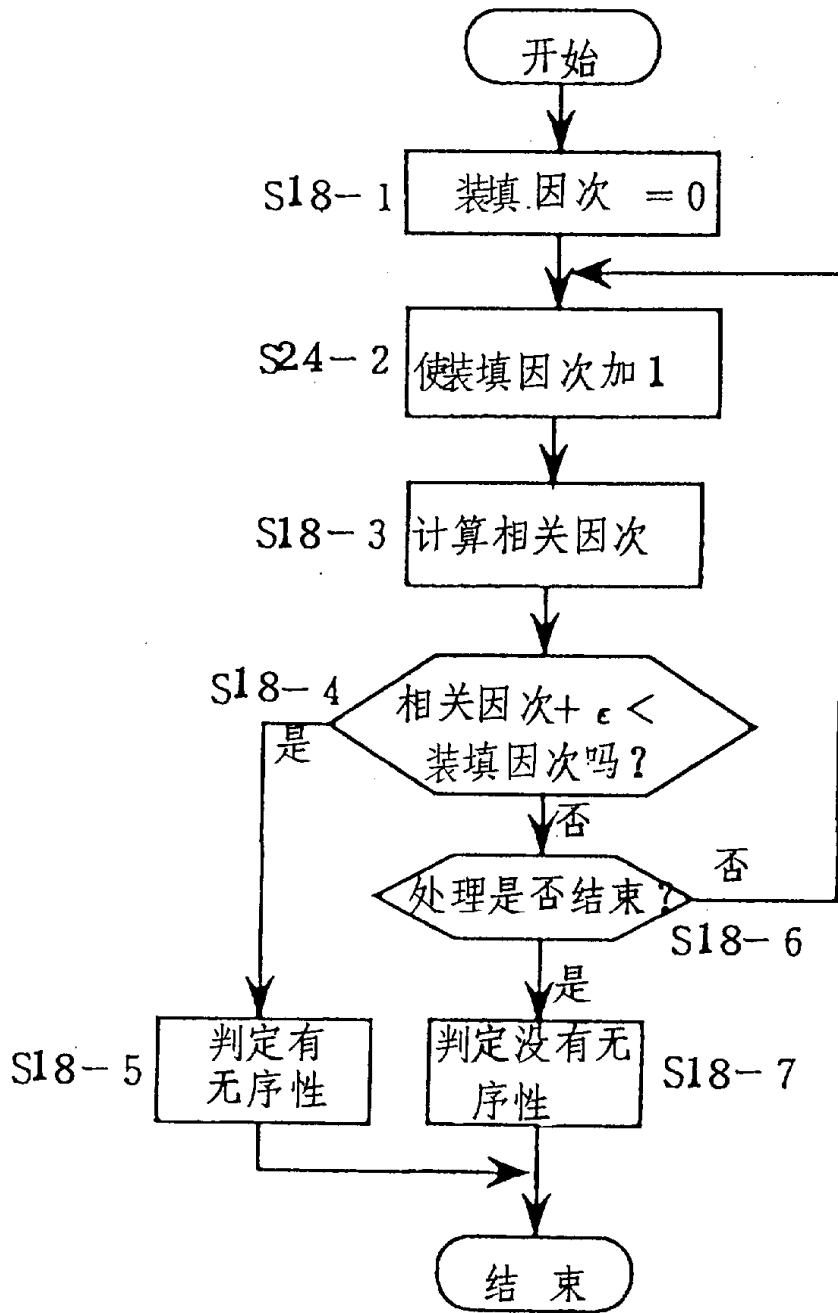 开始
S18-1
装填因次 =0
S24-2
使装填因次加1
S18-3
计算相关因次
S18-4
相关因次+ε<
装填因次吗?
是
否
处理是否结束?
否
S18-6
是
S18-5
判定有
无序性
判定没有无
序性
S18-7
结束